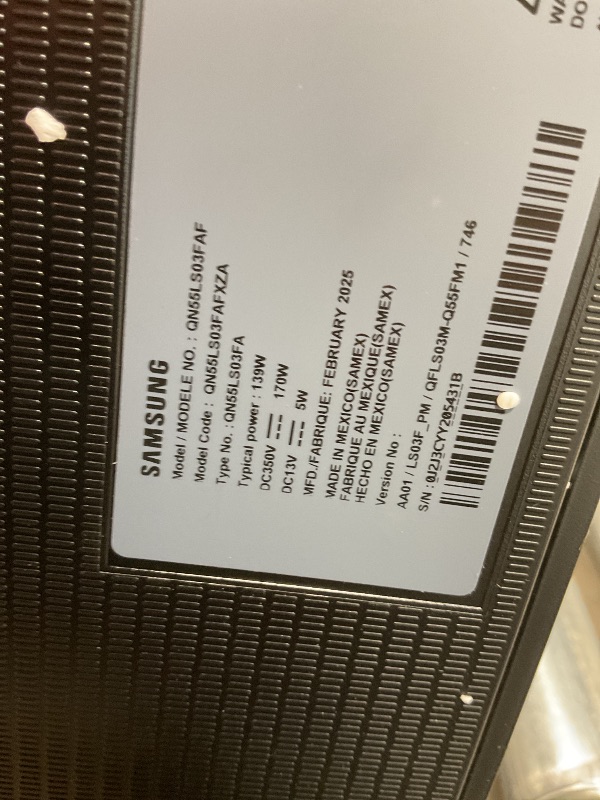 SAMSUNG
Model / MODELE NO. : QN55LS03FAF
Model Code : QN55LS03FAFXZA
Type No. : QN55LS03FA
Typical power : 139W
DC350V 170W
DC13V 5W
MFD./FABRIQUE: FEBRUARY 2025
MADE IN MEXICO(SAMEX)
FABRIQUE AU MEXIQUE(SAMEX)
HECHO EN MEXICO(SAMEX)
Version No :
AA01 / LS03F_PM / QFLS03M-Q55FM1 / 746
S/N : 0J2J3CYY205431B
DO